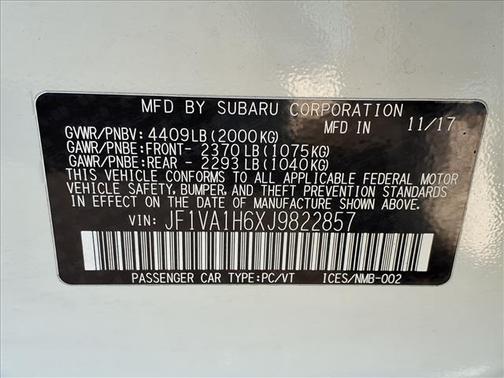 MFD BY SUBARU CORPORATION
MFD IN 11/17
GVWR/PNBV: 4409LB(2000KG)
GAWR/PNBE:FRONT- 2370LB(1075KG)
GAWR/PNBE:REAR - 2293LB(1040KG)
THIS VEHICLE CONFORMS TO ALL APPLICABLE FEDERAL MOTOR
VEHICLE SAFETY, BUMPER, AND THEFT PREVENTION STANDARDS
IN EFFECT ON THE DATE OF MANUFACTURE SHOWN ABOVE.
VIN: JF1VA1H6XJ9822857
PASSENGER CAR TYPE:PC/VT ICES/NMB-002